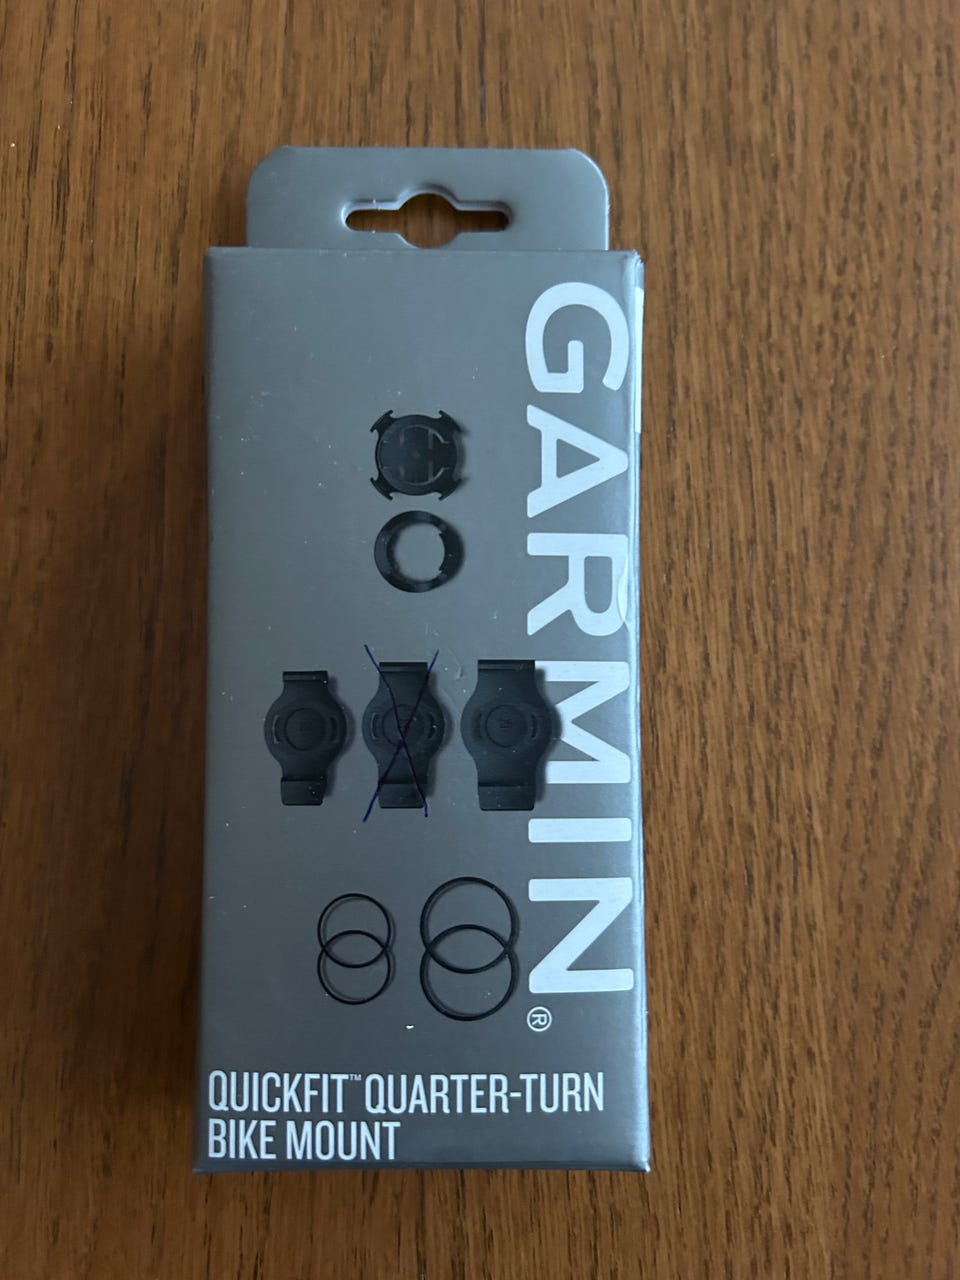 GARMIN®
QUICKFIT™ QUARTER-TURN
BIKE MOUNT